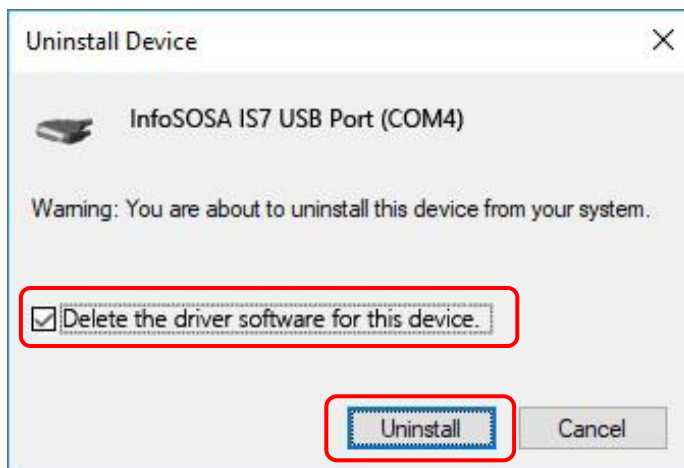 Uninstall Device
InfoSOSA IS7 USB Port (COM4)
Warning: You are about to uninstall this device from your system.
Delete the driver software for this device.
Uninstall
Cancel